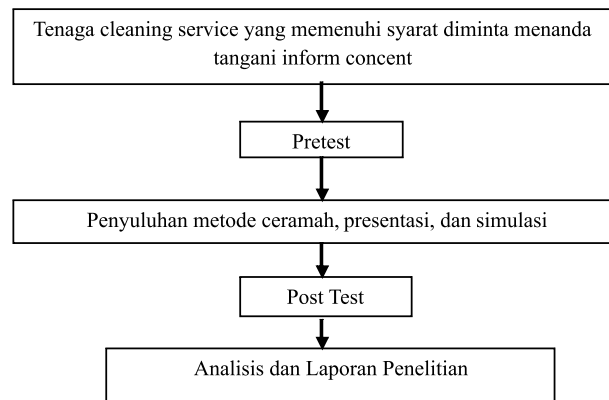 Tenaga cleaning service yang memenuhi syarat diminta menanda
tangani inform concent
Pretest
Penyuluhan metode ceramah, presentasi, dan simulasi
Post Test
Analisis dan Laporan Penelitian